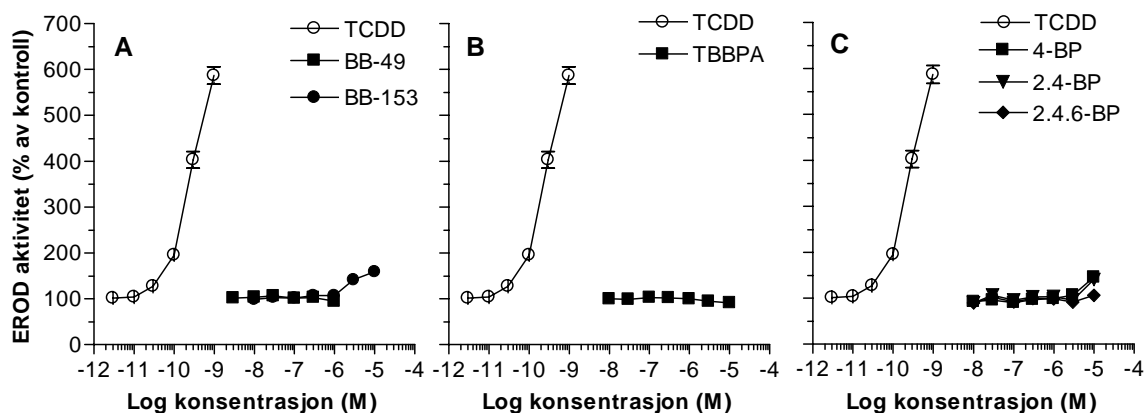 EROD aktivitet (% av kontroll)
700
600
500
400
300
200
100
0
A
TCDD
BB-49
BB-153
-12 -11 -10 -9 -8 -7 -6 -5 -4
Log konsentrasjon (M)
B
TCDD
TBBPA
-12 -11 -10 -9 -8 -7 -6 -5 -4
Log konsentrasjon (M)
C
TCDD
4-BP
2.4-BP
2.4.6-BP
-12 -11 -10 -9 -8 -7 -6 -5 -4
Log konsentrasjon (M)